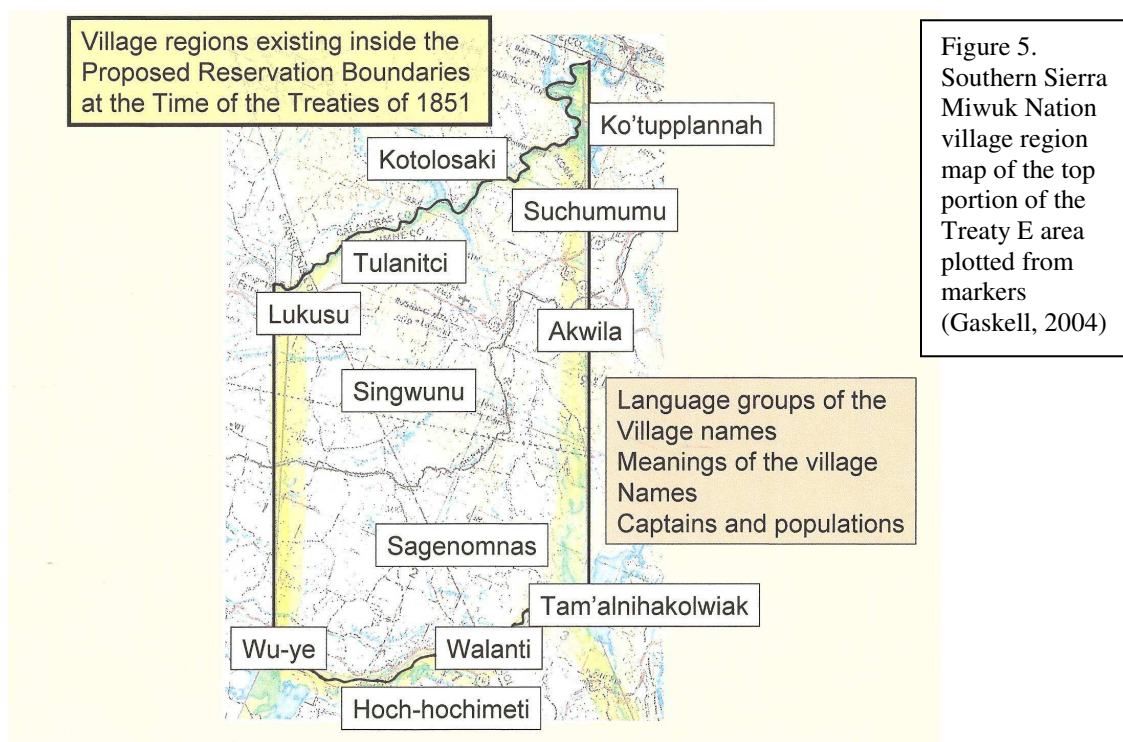 Village regions existing inside the
Proposed Reservation Boundaries
at the Time of the Treaties of 1851
Figure 5.
Southern Sierra
Miwuk Nation
village region
map of the top
portion of the
Treaty E area
plotted from
markers
(Gaskell, 2004)
Ko'tupplannah
Kotolosaki
Suchumumu
Tulanitci
Lukusu
Akwila
Singwunu
Language groups of the
Village names
Meanings of the village
Names
Captains and populations
Sagenomnas
Tam'alnihakolwiak
Wu-ye
Walanti
Hoch-hochimeti